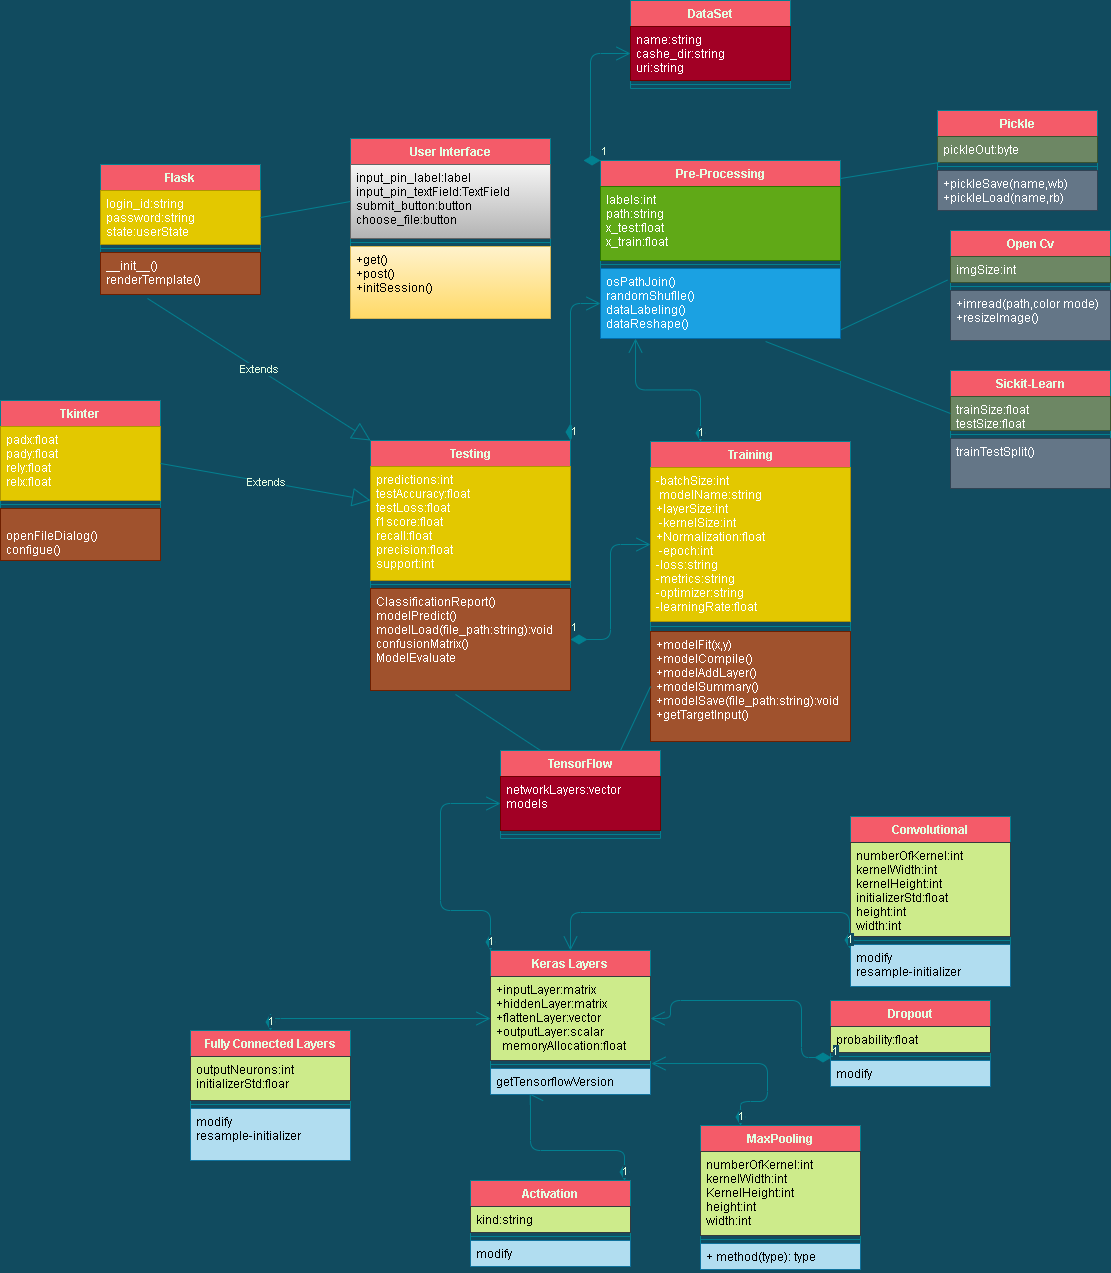 DataSet
name:string
cashe_dir:string
uri:string
1
Pickle
pickleOut:byte
+pickleSave(name,wb)
+pickleLoad(name,rb)
User Interface
input_pin_label:label
input_pin_textField:TextField
submit_button:button
choose_file:button
+get()
+post()
+initSession()
Flask
login_id:string
password:string
state:userState
__init__()
renderTemplate()
Pre-Processing
labels:int
path:string
x_test:float
x_train:float
osPathJoin()
randomShuflle()
dataLabeling()
dataReshape()
Open Cv
imgSize:int
+imread(path,color mode)
+resizeImage()
Extends
Sickit-Learn
trainSize:float
testSize:float
trainTestSplit()
Tkinter
padx:float
pady:float
rely:float
relx:float
openFileDialog()
configue()
Extends
1
Testing
predictions:int
testAccuracy:float
testLoss:float
f1score:float
recall:float
precision:float
support:int
ClassificationReport()
modelPredict()
modelLoad(file_path:string):void
confusionMatrix()
ModelEvaluate
1
1
Training
-batchSize:int
modelName:string
+layerSize:int
-kernelSize:int
+Normalization:float
-epoch:int
-loss:string
-metrics:string
-optimizer:string
-learningRate:float
+modelFit(x,y)
+modelCompile()
+modelAddLayer()
+modelSummary()
+modelSave(file_path:string):void
+getTargetInput()
TensorFlow
networkLayers:vector
models
Convolutional
numberOfKernel:int
kernelWidth:int
kernelHeight:int
initializerStd:float
height:int
width:int
1
modify
resample-initializer
1
Keras Layers
+inputLayer:matrix
+hiddenLayer:matrix
+flattenLayer:vector
+outputLayer:scalar
memoryAllocation:float
getTensorflowVersion
Dropout
probability:float
1
modify
1
Fully Connected Layers
outputNeurons:int
initializerStd:floar
modify
resample-initializer
1
MaxPooling
numberOfKernel:int
kernelWidth:int
KernelHeight:int
height:int
width:int
+ method(type): type
1
Activation
kind:string
modify